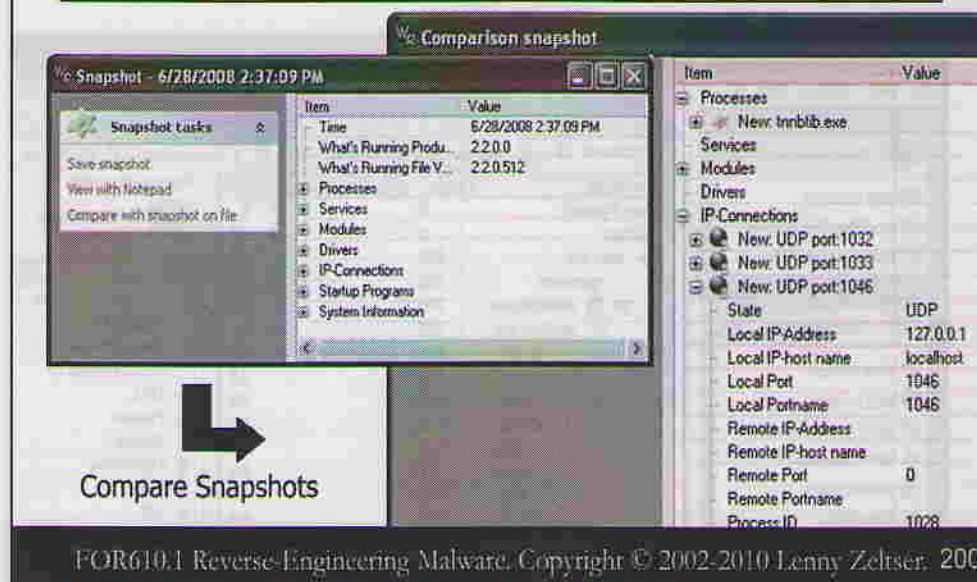 Comparison snapshot
Snapshot - 6/28/2008 2:37:09 PM
Snapshot tasks
Save snapshot
View with Notepad
Compare with snapshot on file
Item Value
Time 6/28/2008 2:37:09 PM
What's Running Produ... 2.2.0.0
What's Running File V... 2.2.0.512
Processes
Services
Modules
Drivers
IP-Connections
Startup Programs
System Information
Item Value
Processes
New: tnnblib.exe
Services
Modules
Drivers
IP-Connections
New: UDP port:1032
New: UDP port:1033
New: UDP port:1046
State UDP
Local IP-Address 127.0.0.1
Local IP-host name localhost
Local Port 1046
Local Portname 1046
Remote IP-Address
Remote IP-host name
Remote Port 0
Remote Portname
Process ID 1028
Compare Snapshots
FOR610.1 Reverse-Engineering Malware. Copyright © 2002-2010 Lenny Zeltser. 200